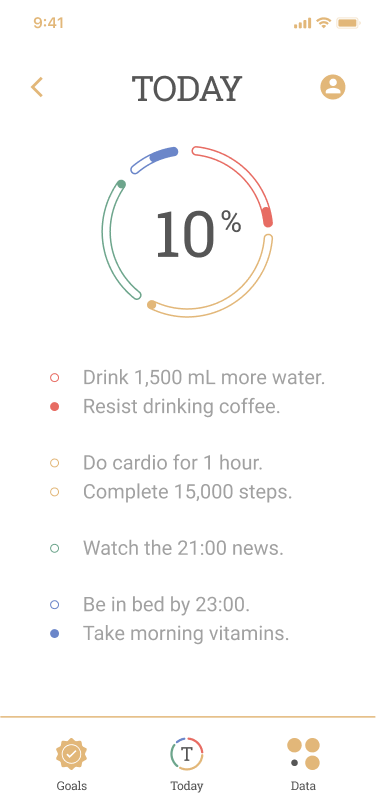 9:41
TODAY
10%
Drink 1,500 mL more water.
Resist drinking coffee.
Do cardio for 1 hour.
Complete 15,000 steps.
Watch the 21:00 news.
Be in bed by 23:00.
Take morning vitamins.
T
Goals Today Data